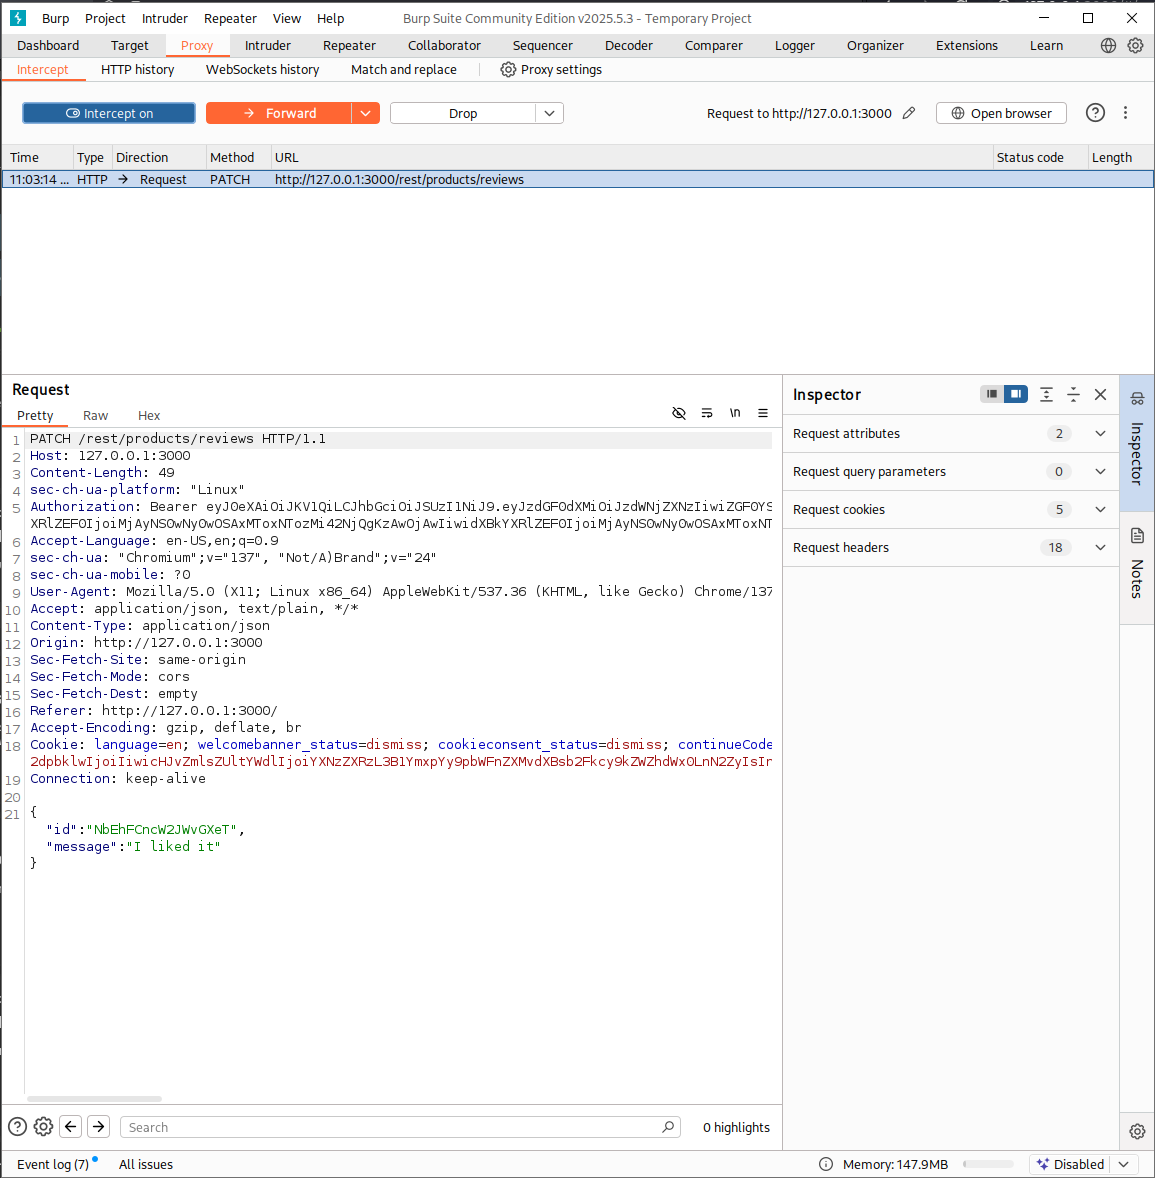 Burp Project Intruder Repeater View Help Burp Suite Community Edition v2025.5.3 - Temporary Project
Dashboard Target Proxy Intruder Repeater Collaborator Sequencer Decoder Comparer Logger Organizer Extensions Learn
Intercept HTTP history WebSockets history Match and replace Proxy settings
Intercept on Forward Drop Request to http://127.0.0.1:3000 Open browser
Time Type Direction Method URL Status code Length
11:03:14 ... HTTP → Request PATCH http://127.0.0.1:3000/rest/products/reviews
Request
Pretty Raw Hex \n
1 PATCH /rest/products/reviews HTTP/1.1
2 Host: 127.0.0.1:3000
3 Content-Length: 49
4 sec-ch-ua-platform: "Linux"
5 Authorization: Bearer eyJ0eXAiOiJKV1QiLCJhbGciOiJSUzI1NiJ9.eyJzdGF0dXMiOiJzdWNjZXNzIiwiZGF0YS
XRlZEF0IjoiMjAyNS0wNy0wOSAxMToxNTozMi42NjQgKzAwOjAwIiwidXBkYXRlZEF0IjoiMjAyNS0wNy0wOSAxMToxNT
6 Accept-Language: en-US,en;q=0.9
7 sec-ch-ua: "Chromium";v="137", "Not/A)Brand";v="24"
8 sec-ch-ua-mobile: ?0
9 User-Agent: Mozilla/5.0 (X11; Linux x86_64) AppleWebKit/537.36 (KHTML, like Gecko) Chrome/137
10 Accept: application/json, text/plain, */*
11 Content-Type: application/json
12 Origin: http://127.0.0.1:3000
13 Sec-Fetch-Site: same-origin
14 Sec-Fetch-Mode: cors
15 Sec-Fetch-Dest: empty
16 Referer: http://127.0.0.1:3000/
17 Accept-Encoding: gzip, deflate, br
18 Cookie: language=en; welcomebanner_status=dismiss; cookieconsent_status=dismiss; continueCode
2dpbklwIjoiIiwicHJvZmlsZUltYWdlIjoiYXNzZXRzL3B1YmxpYy9pbWFnZXMvdXBsb2Fkcy9kZWZhdWx0LnN2ZyIsIn
19 Connection: keep-alive
20
21 {
"id":"NbEhFCncW2JWvGXeT",
"message":"I liked it"
}
Inspector
Request attributes 2
Request query parameters 0
Request cookies 5
Request headers 18
Inspector
Notes
Search 0 highlights
Event log (7) All issues Memory: 147.9MB Disabled